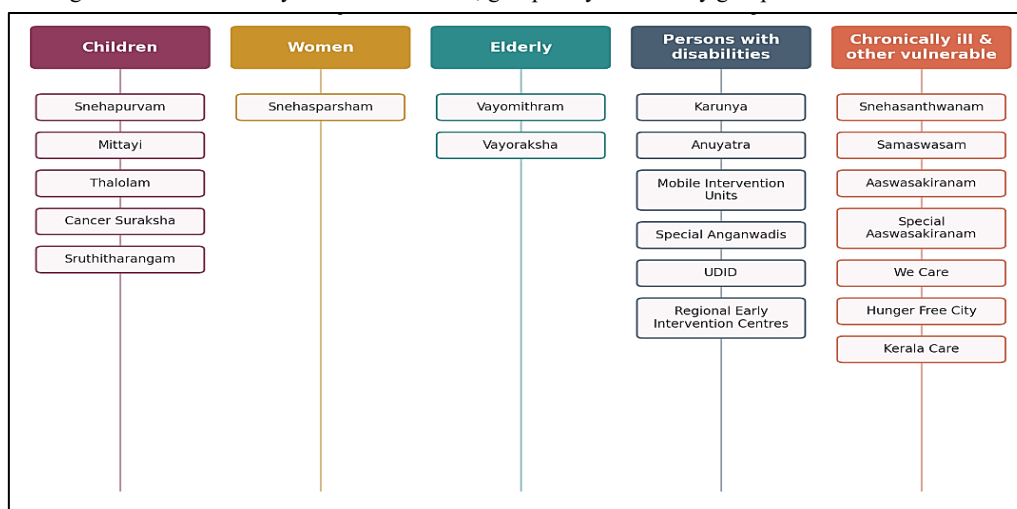 Children
Snehapurvam
Mittayi
Thalolam
Cancer Suraksha
Sruthitharangam
Women
Snehasparsham
Elderly
Vayomithram
Vayoraksha
Persons with
disabilities
Karunya
Anuyatra
Mobile Intervention
Units
Special Anganwadis
UDID
Regional Early
Intervention Centres
Chronically ill &
other vulnerable
Snehasanthwanam
Samaswasam
Aaswasakiranam
Special
Aaswasakiranam
We Care
Hunger Free City
Kerala Care